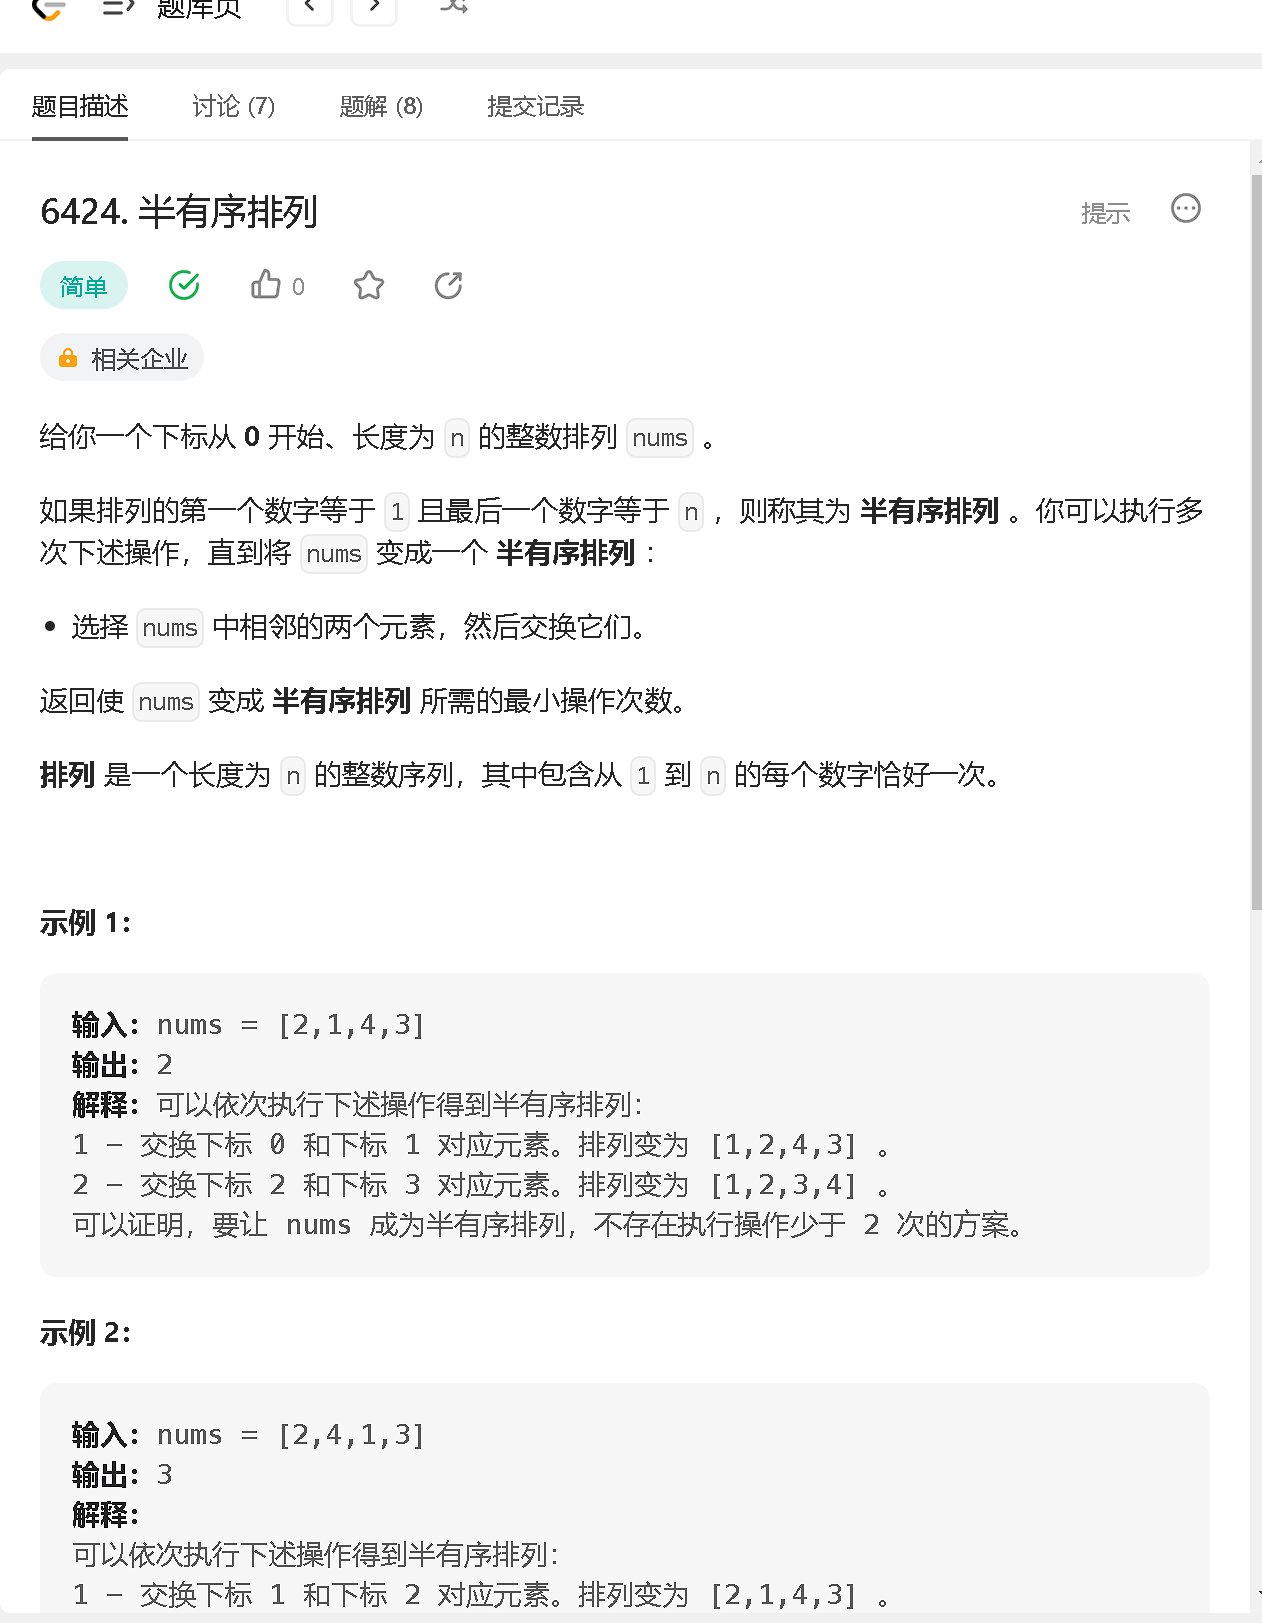 题库页
题目描述 讨论 (7) 题解 (8) 提交记录
6424. 半有序排列 提示
简单 0
相关企业
给你一个下标从 0 开始、长度为 n 的整数排列 nums 。
如果排列的第一个数字等于 1 且最后一个数字等于 n ，则称其为 半有序排列 。你可以执行多
次下述操作，直到将 nums 变成一个 半有序排列 ：
• 选择 nums 中相邻的两个元素，然后交换它们。
返回使 nums 变成 半有序排列 所需的最小操作次数。
排列 是一个长度为 n 的整数序列，其中包含从 1 到 n 的每个数字恰好一次。
示例 1：
输入：nums = [2,1,4,3]
输出：2
解释：可以依次执行下述操作得到半有序排列：
1 - 交换下标 0 和下标 1 对应元素。排列变为 [1,2,4,3] 。
2 - 交换下标 2 和下标 3 对应元素。排列变为 [1,2,3,4] 。
可以证明，要让 nums 成为半有序排列，不存在执行操作少于 2 次的方案。
示例 2：
输入：nums = [2,4,1,3]
输出：3
解释：
可以依次执行下述操作得到半有序排列：
1 - 交换下标 1 和下标 2 对应元素。排列变为 [2,1,4,3] 。